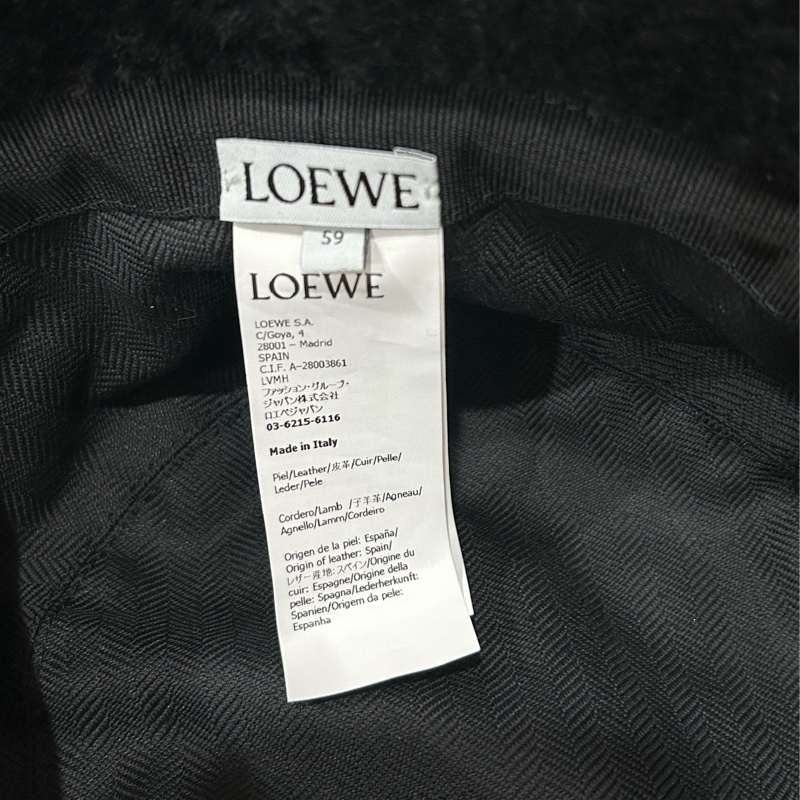 LOEWE
59
LOEWE
LOEWE S.A.
C/Goya, 4
28001 – Madrid
SPAIN
C.I.F. A-28003861
LVMH
ファッション・グループ・
ジャパン株式会社
ロエベジャパン
03-6215-6116
Made in Italy
Piel/Leather/皮革/Cuir/Pelle/
Leder/Pele
Cordero/Lamb /子羊革/Agneau/
Agnello/Lamm/Cordeiro
Origen de la piel: España/
Origin of leather: Spain/
レザー産地:スペイン/Origine du
cuir: Espagne/Origine della
pelle: Spagna/Lederherkunft:
Spanien/Origem da pele:
Espanha